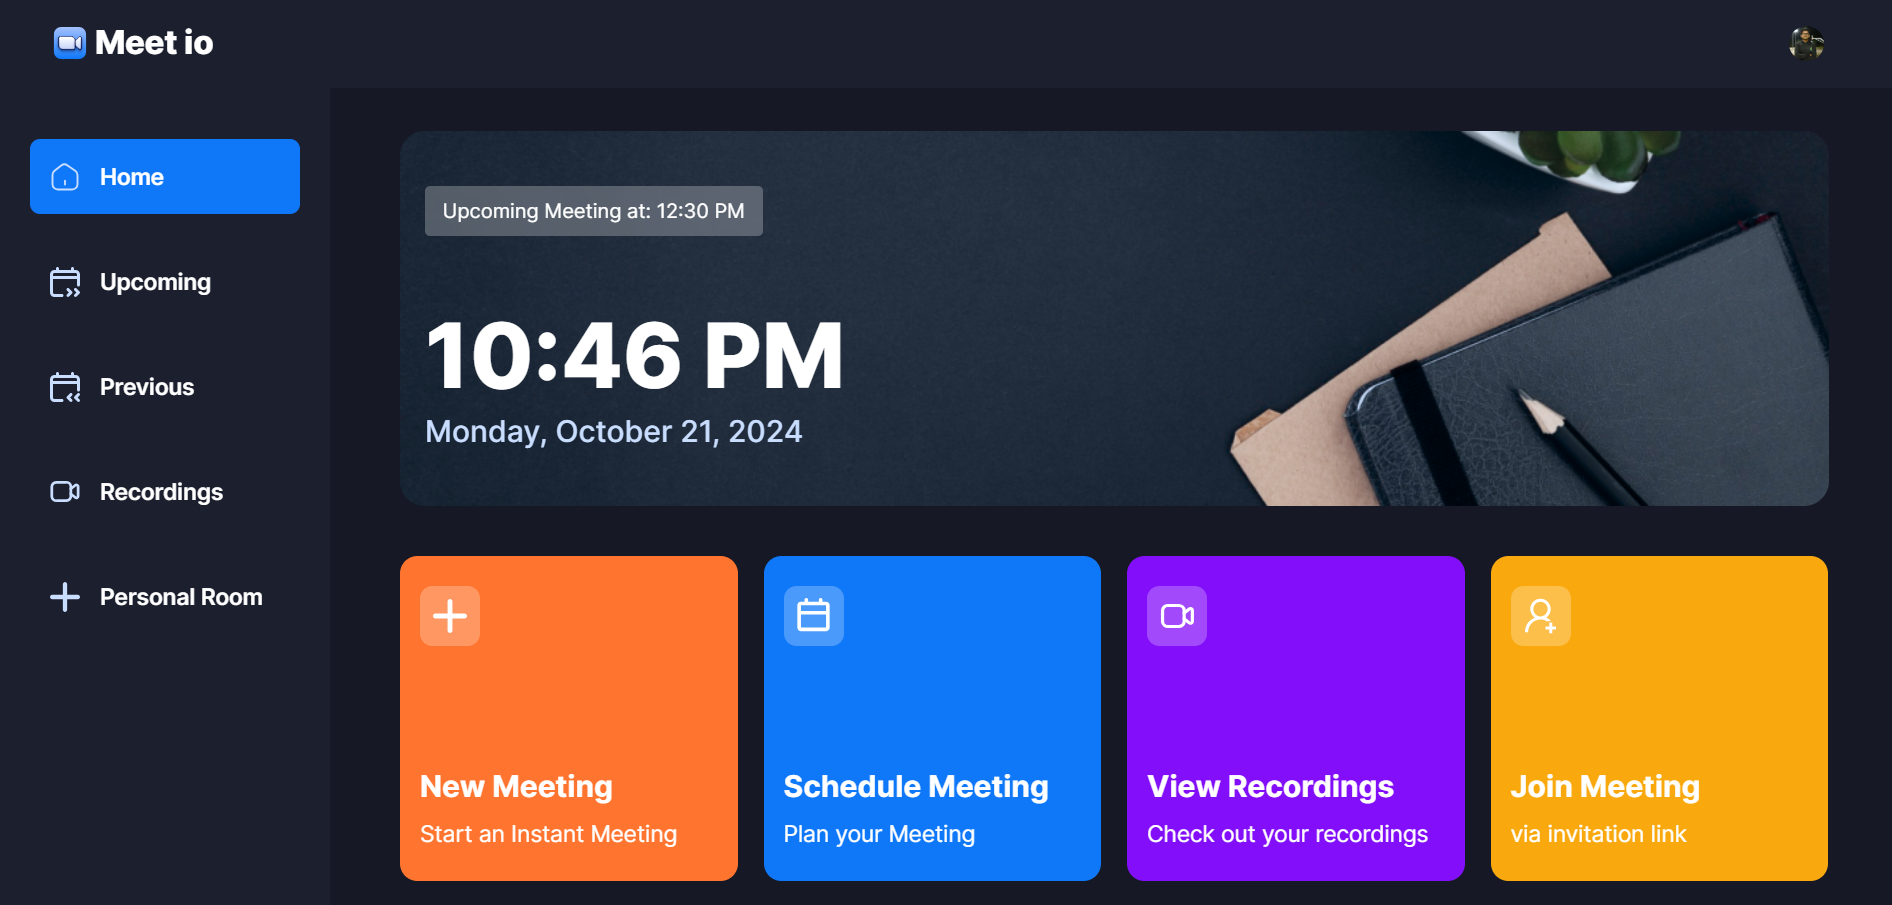 Meet io
Home
Upcoming
Previous
Recordings
Personal Room
Upcoming Meeting at: 12:30 PM
10:46 PM
Monday, October 21, 2024
New Meeting
Start an Instant Meeting
Schedule Meeting
Plan your Meeting
View Recordings
Check out your recordings
Join Meeting
via invitation link